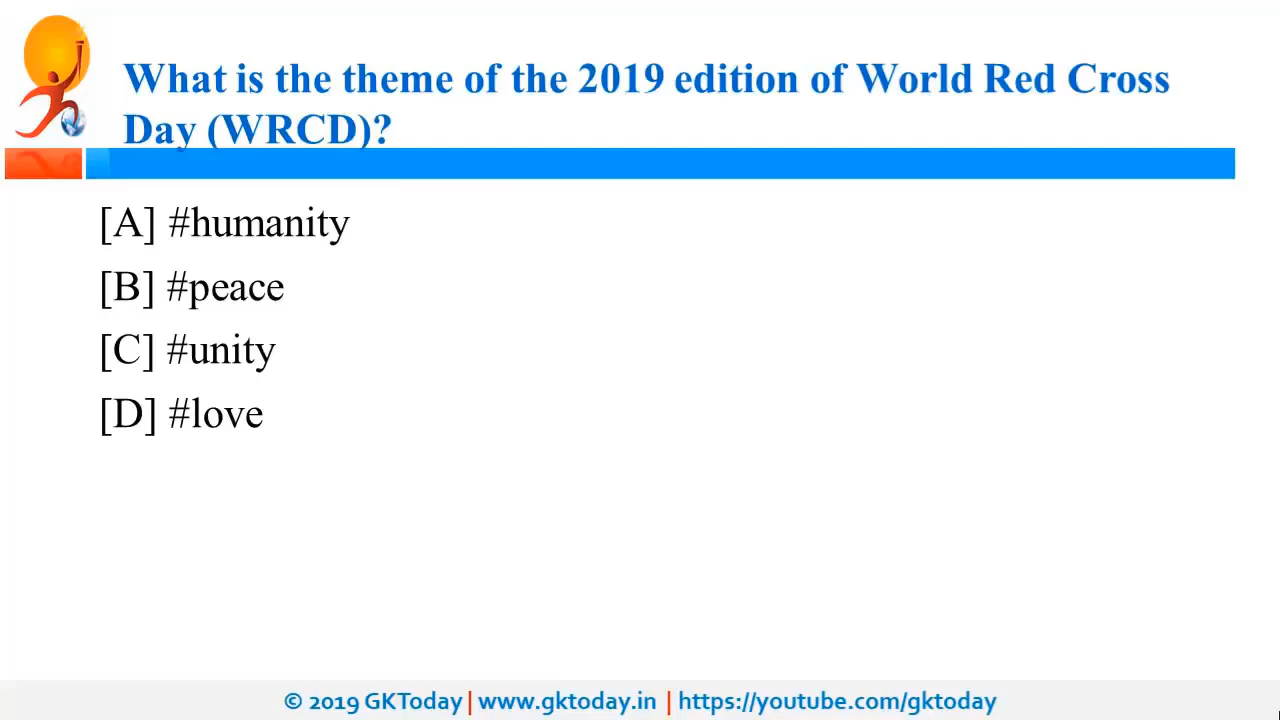 What is the theme of the 2019 edition of World Red Cross
Day (WRCD)?
[A] #humanity
[B] #peace
[C] #unity
[D] #love
© 2019 GKToday | www.gktoday.in | https://youtube.com/gktoday